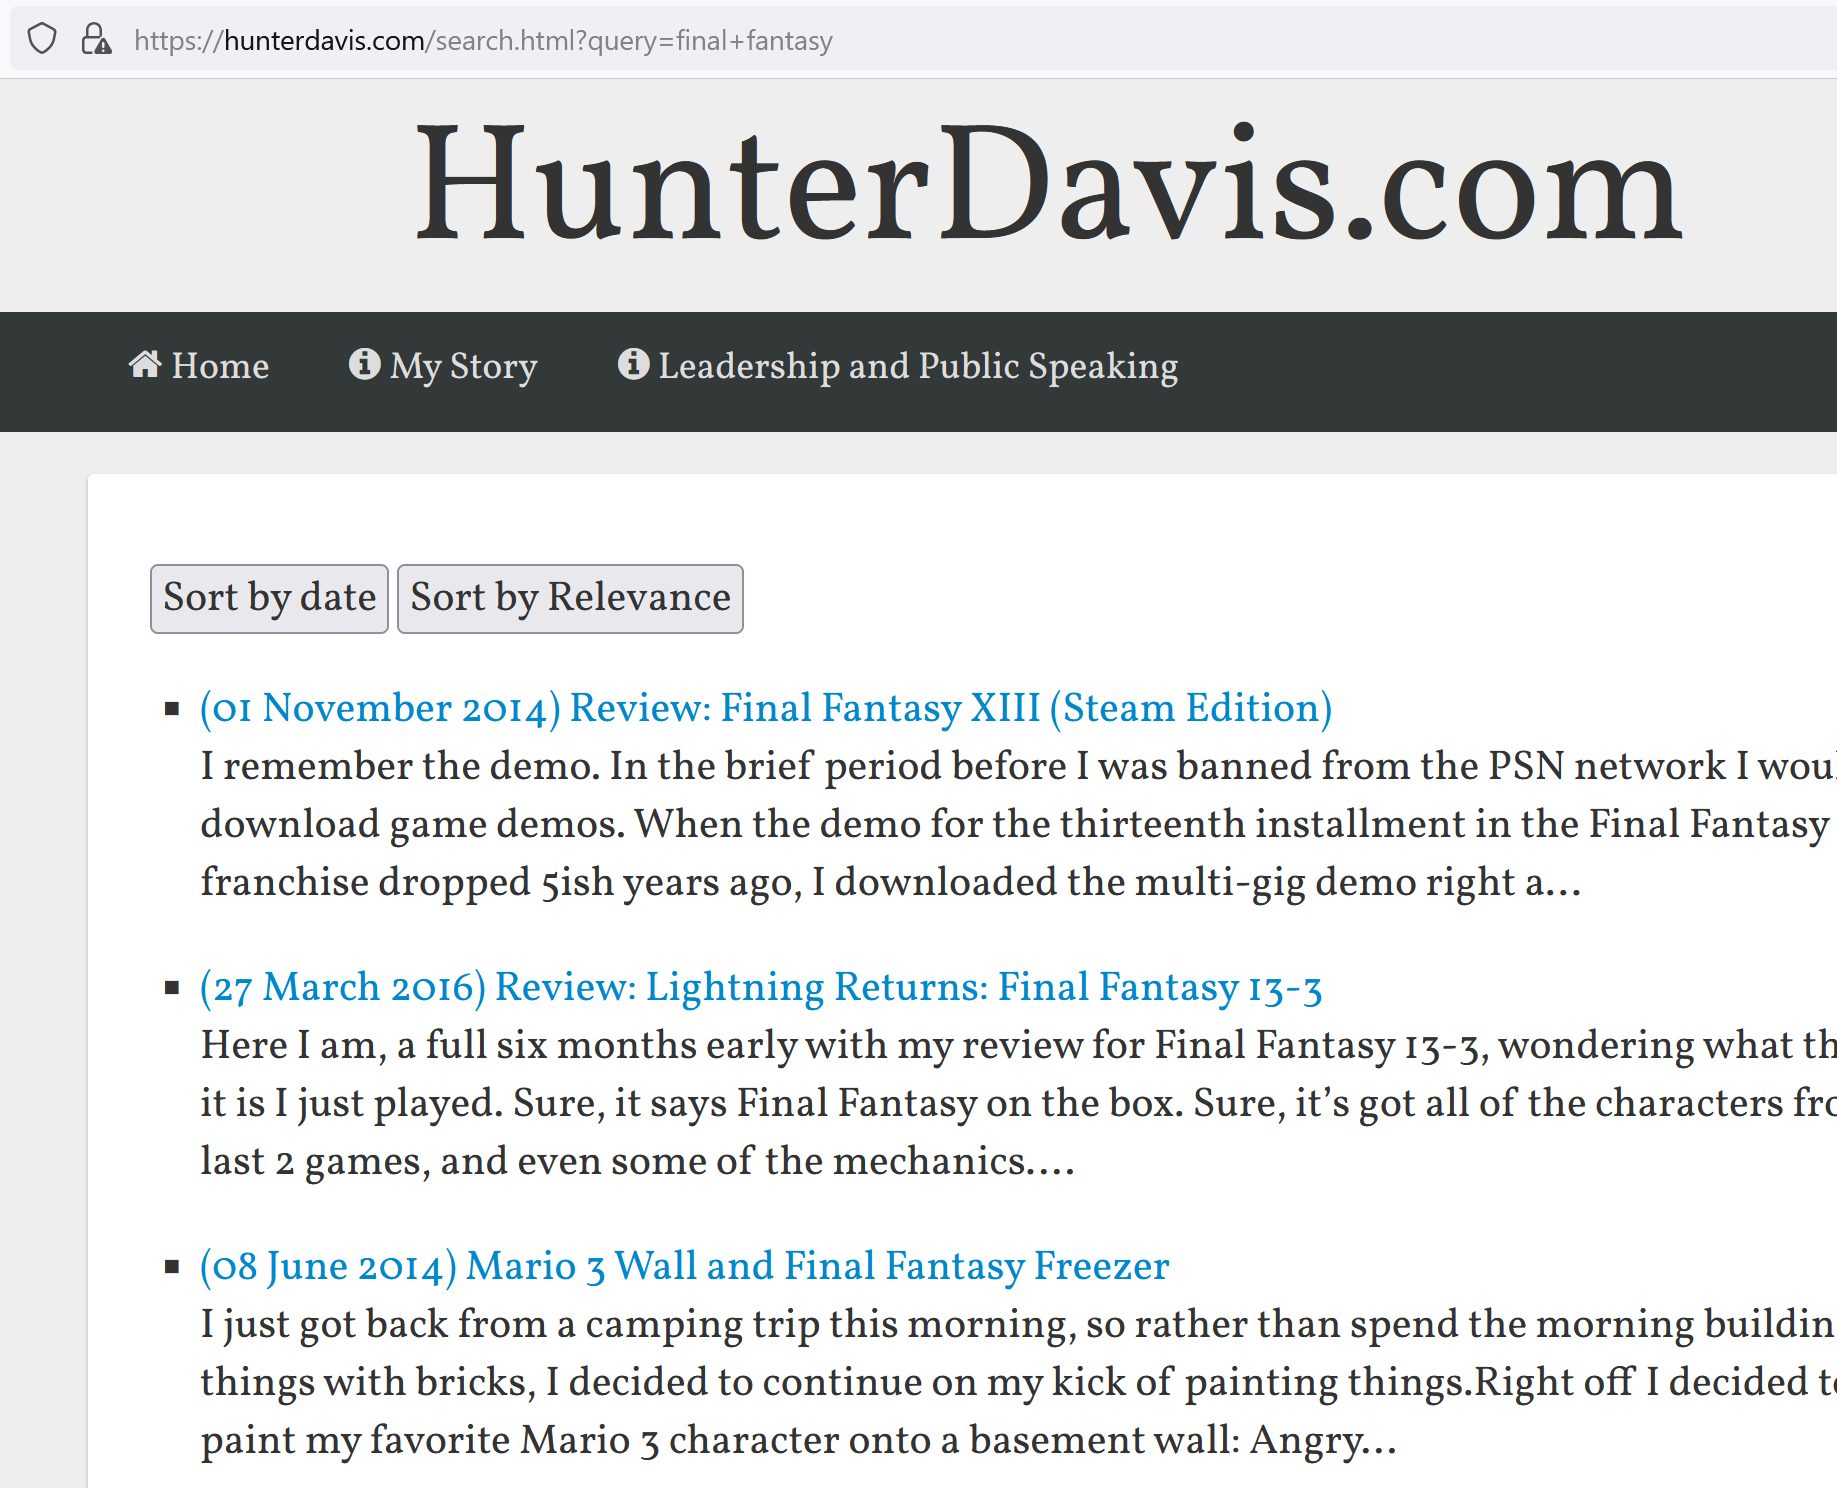 https://hunterdavis.com/search.html?query=final+fantasy
HunterDavis.com
Home My Story Leadership and Public Speaking
Sort by date Sort by Relevance
(01 November 2014) Review: Final Fantasy XIII (Steam Edition)
I remember the demo. In the brief period before I was banned from the PSN network I
download game demos. When the demo for the thirteenth installment in the Final Fantasy
franchise dropped 5ish years ago, I downloaded the multi-gig demo right a...
(27 March 2016) Review: Lightning Returns: Final Fantasy 13-3
Here I am, a full six months early with my review for Final Fantasy 13-3, wondering what
it is I just played. Sure, it says Final Fantasy on the box. Sure, it’s got all of the characters
last 2 games, and even some of the mechanics....
(08 June 2014) Mario 3 Wall and Final Fantasy Freezer
I just got back from a camping trip this morning, so rather than spend the morning
things with bricks, I decided to continue on my kick of painting things.Right off I decided
paint my favorite Mario 3 character onto a basement wall: Angry...